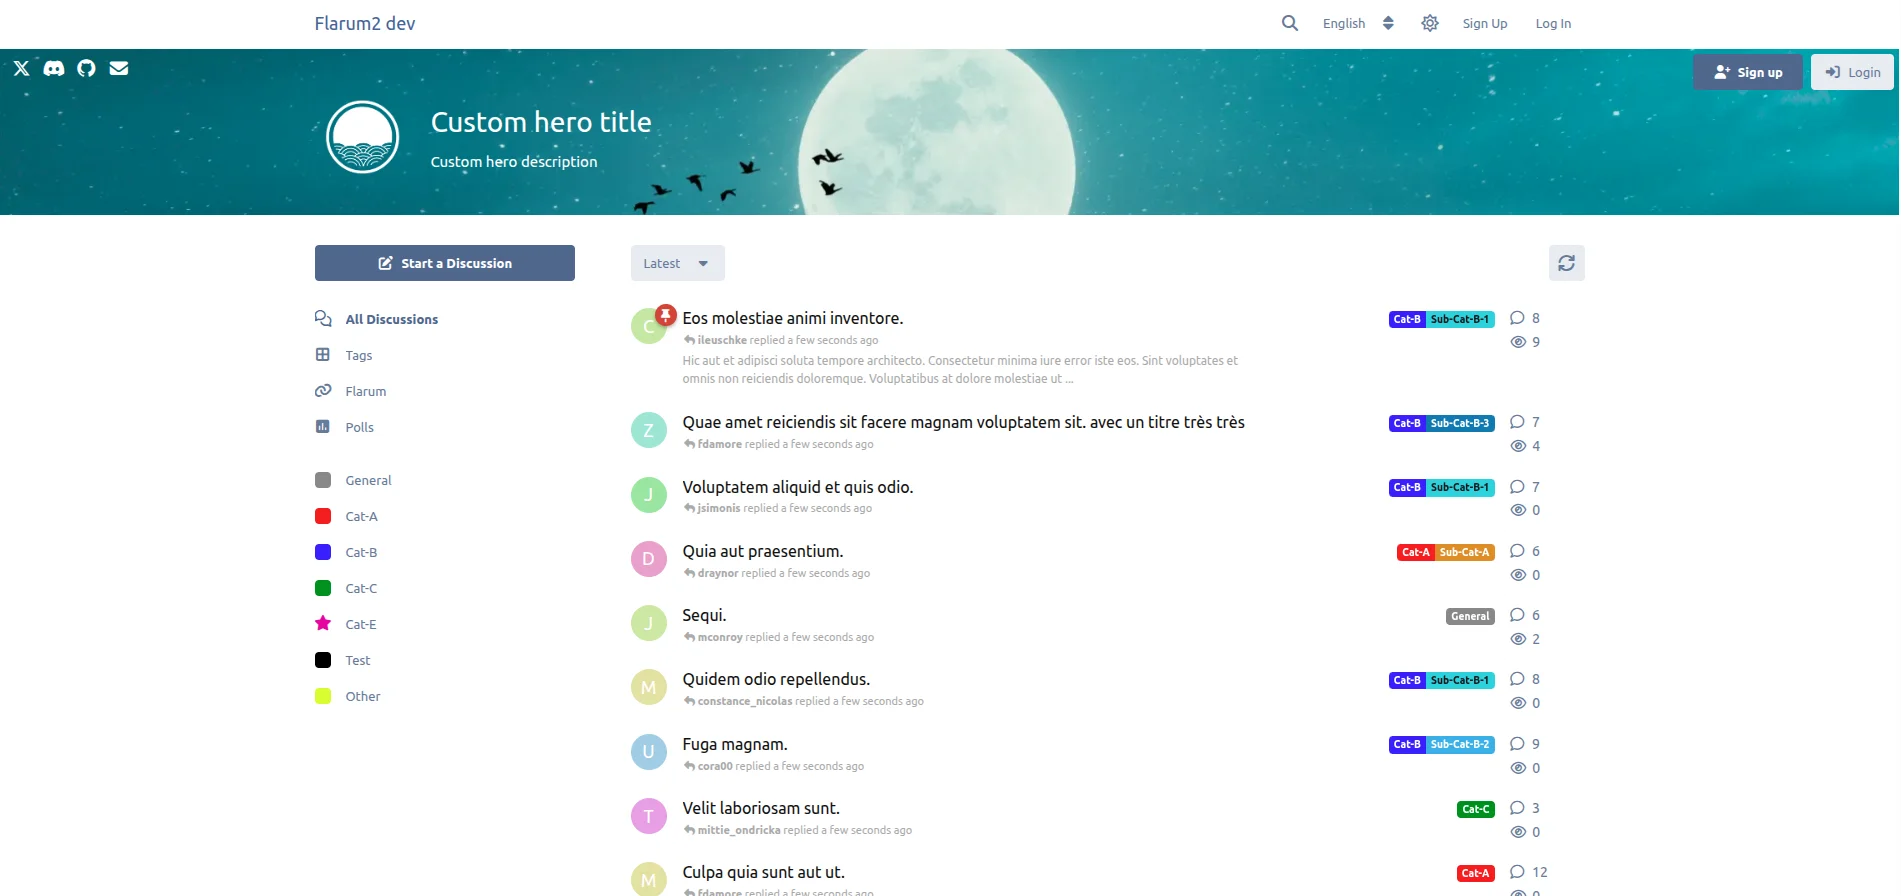 Flarum2 dev
English
Sign Up
Log In
Sign up
Login
Custom hero title
Custom hero description
Start a Discussion
All Discussions
Tags
Flarum
Polls
General
Cat-A
Cat-B
Cat-C
Cat-E
Test
Other
Latest
C
Eos molestiae animi inventore.
Cat-B Sub-Cat-B-1 8
ileuschke replied a few seconds ago
9
Hic aut et adipisci soluta tempore architecto. Consectetur minima iure error iste eos. Sint voluptates et
omnis non reiciendis doloremque. Voluptatibus at dolore molestiae ut ...
Z
Quae amet reiciendis sit facere magnam voluptatem sit. avec un titre très très
Cat-B Sub-Cat-B-3 7
fdamore replied a few seconds ago
4
J
Voluptatem aliquid et quis odio.
Cat-B Sub-Cat-B-1 7
jsimonis replied a few seconds ago
0
D
Quia aut praesentium.
Cat-A Sub-Cat-A 6
draynor replied a few seconds ago
0
J
Sequi.
General 6
mconroy replied a few seconds ago
2
M
Quidem odio repellendus.
Cat-B Sub-Cat-B-1 8
constance_nicolas replied a few seconds ago
0
U
Fuga magnam.
Cat-B Sub-Cat-B-2 9
cora00 replied a few seconds ago
0
T
Velit laboriosam sunt.
Cat-C 3
mittie_ondricka replied a few seconds ago
0
M
Culpa quia sunt aut ut.
Cat-A 12
fdamore replied a few seconds ago
0